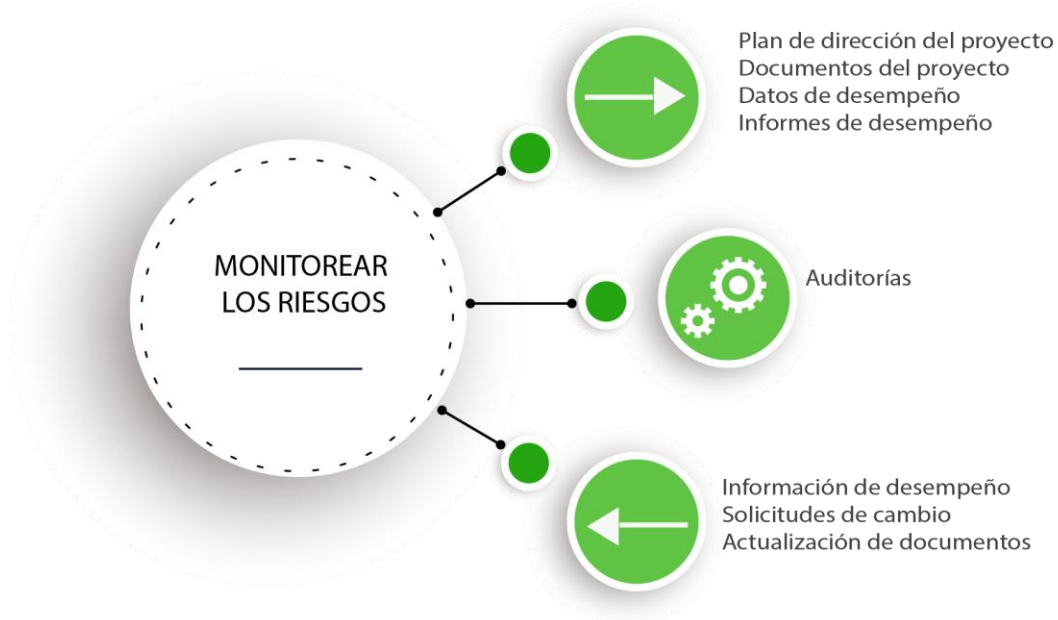 MONITOREAR
LOS RIESGOS
Plan de dirección del proyecto
Documentos del proyecto
Datos de desempeño
Informes de desempeño
Auditorías
Información de desempeño
Solicitudes de cambio
Actualización de documentos